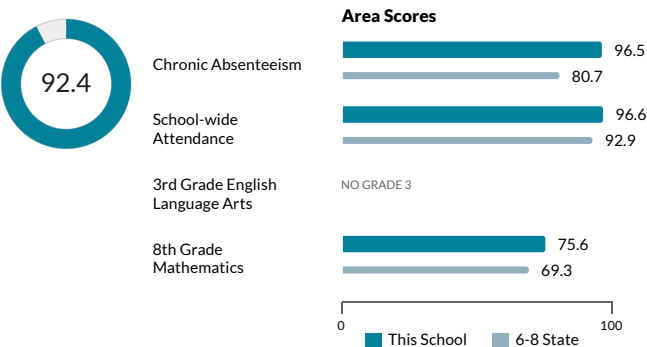 Area Scores
92.4
Chronic Absenteeism
96.5
80.7
School-wide
Attendance
96.6
92.9
3rd Grade English
Language Arts
NO GRADE 3
8th Grade
Mathematics
75.6
69.3
0
100
This School
6-8 State